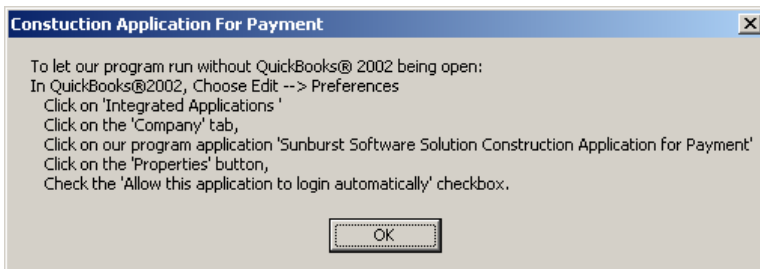 Constuction Application For Payment
To let our program run without QuickBooks® 2002 being open:
In QuickBooks®2002, Choose Edit --> Preferences
Click on 'Integrated Applications '
Click on the 'Company' tab,
Click on our program application 'Sunburst Software Solution Construction Application for Payment'
Click on the 'Properties' button,
Check the 'Allow this application to login automatically' checkbox.
OK